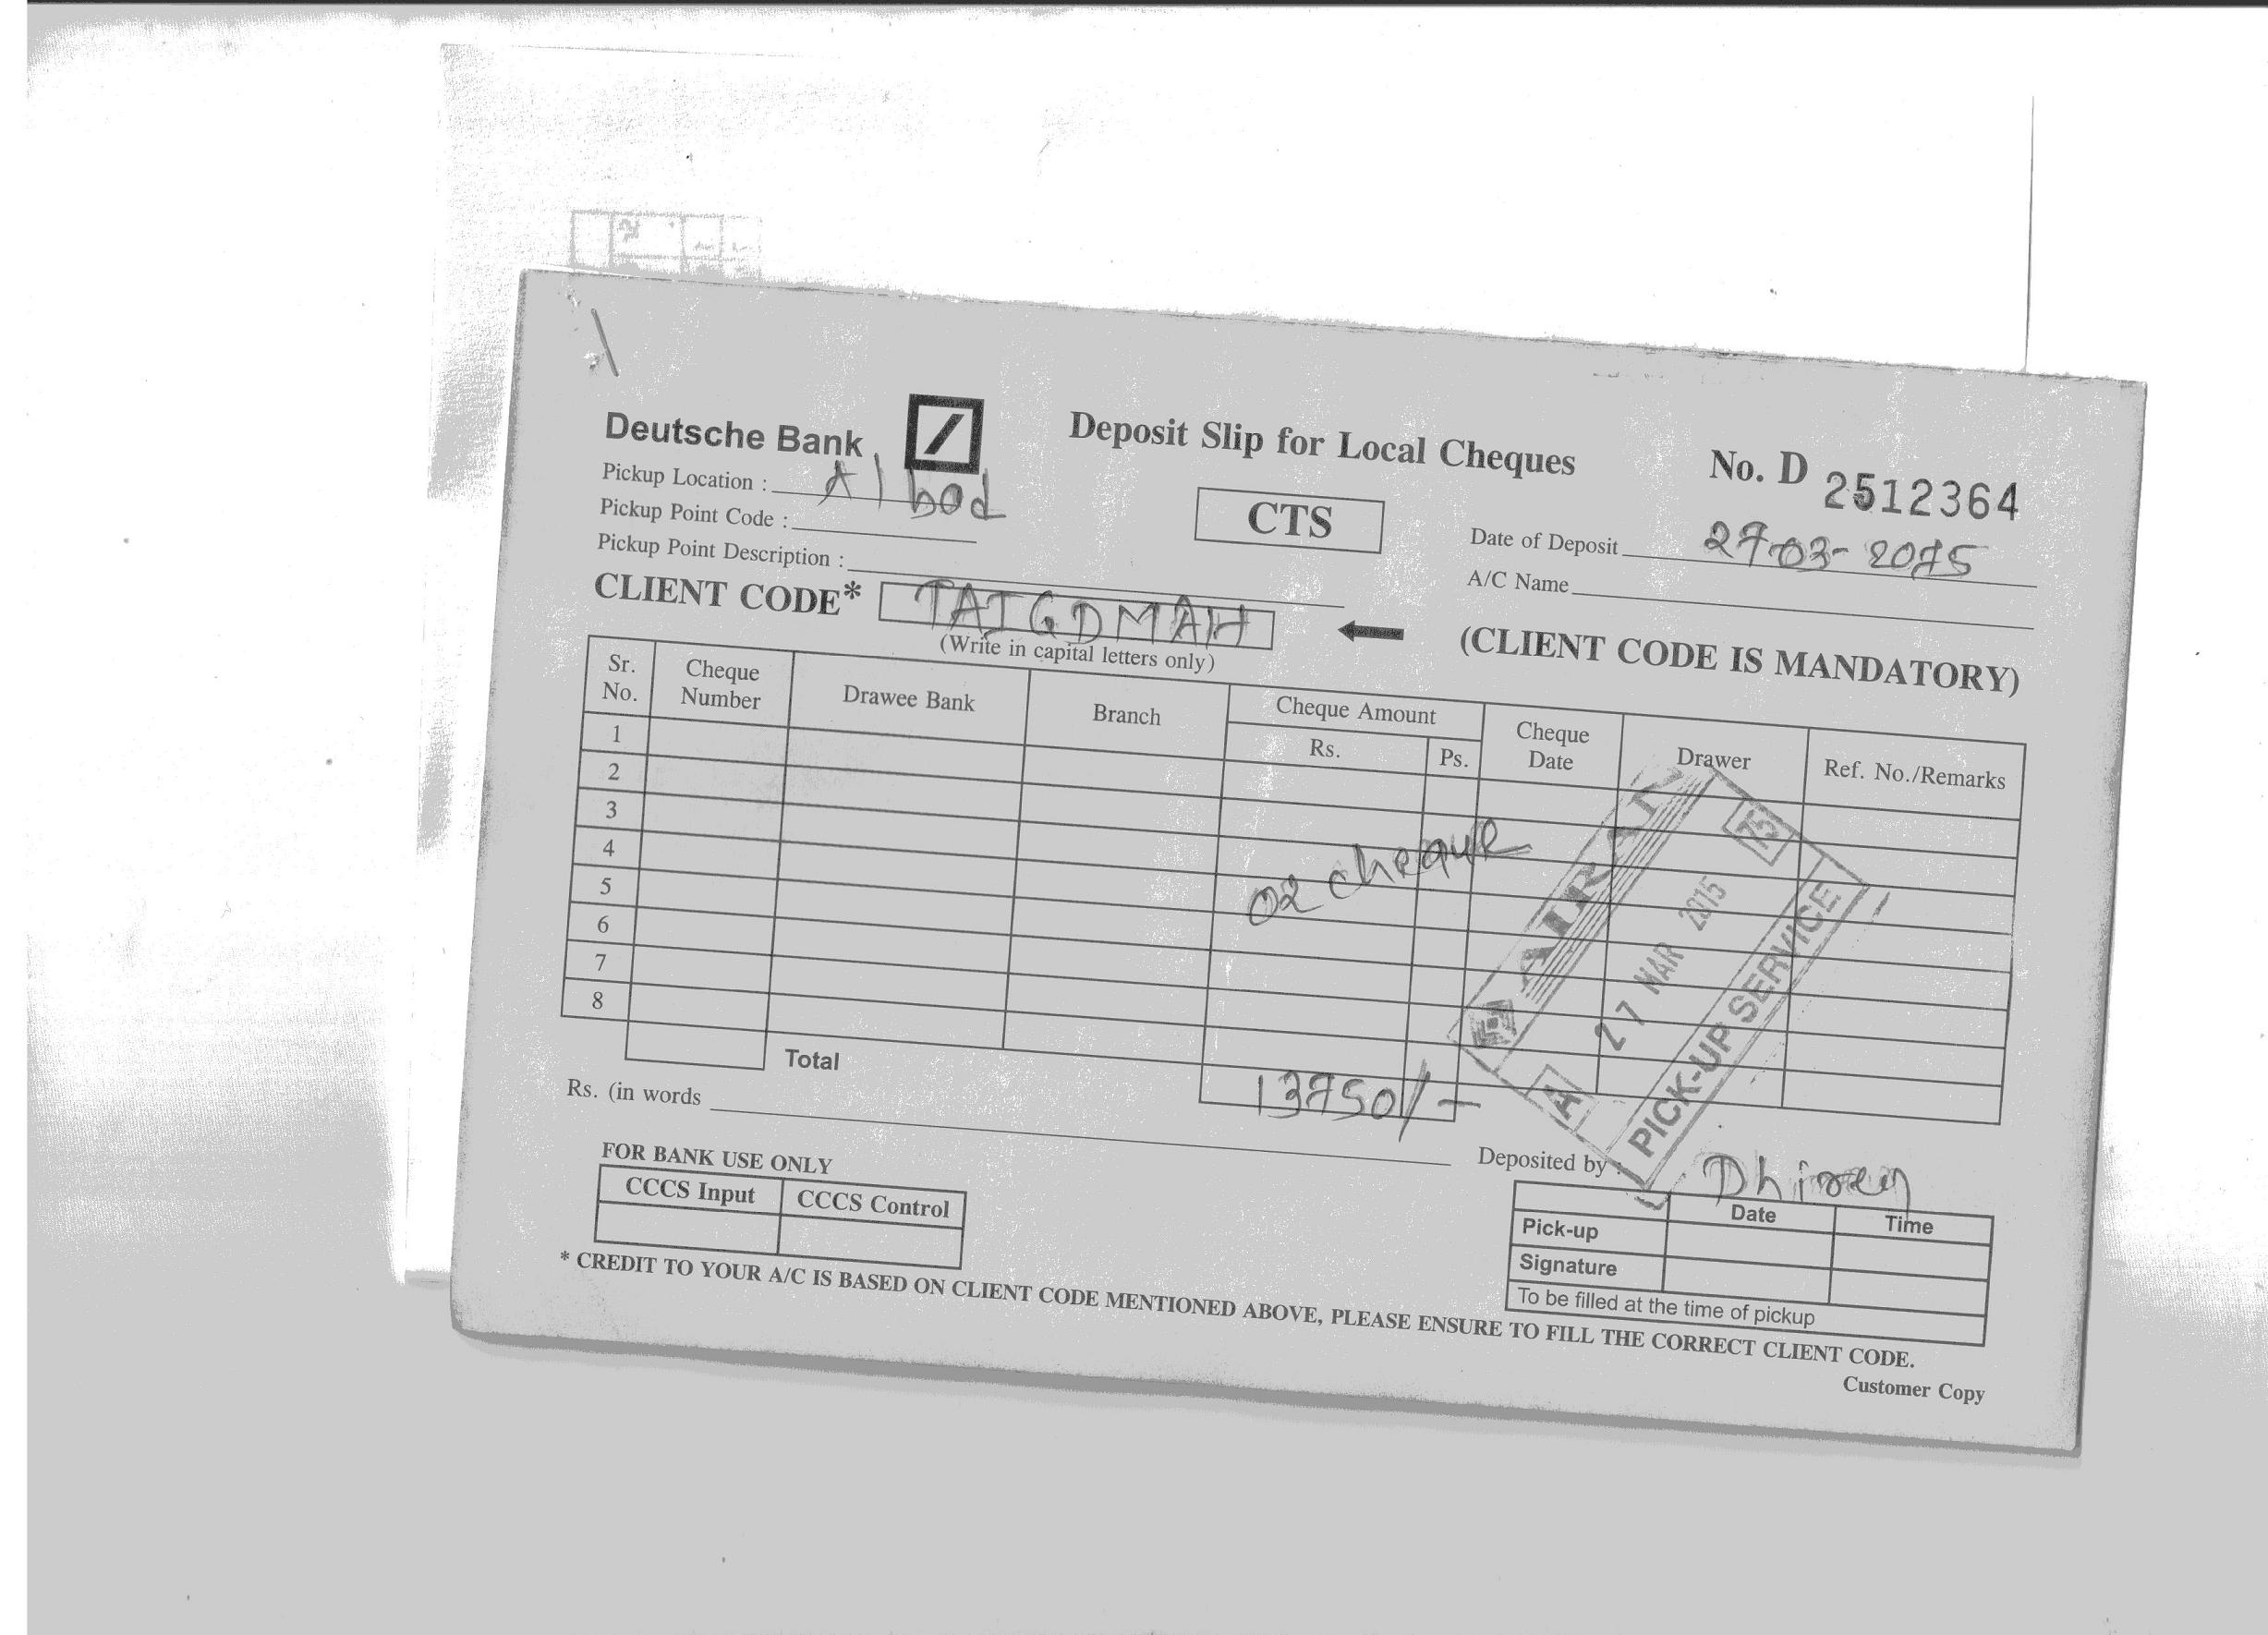 Deutsche Bank
Deposit Slip for Local Cheques
No. D 2512364
Pickup Location : A'bad
Pickup Point Code :
CTS
Date of Deposit 27-03-2015
Pickup Point Description :
A/C Name
CLIENT CODE* TAIGDMAH
(CLIENT CODE IS MANDATORY)
(Write in capital letters only)
Sr. No. Cheque Number Drawee Bank Branch Cheque Amount Rs. Ps. Cheque Date Drawer Ref. No./Remarks
1
2
3
4
5
6
7
8
02 cheque
75
27 MAR 2015
A
PICK-UP SERVICE
Total 13750/-
Rs. (in words
Deposited by : Dhiren
FOR BANK USE ONLY
CCCS Input CCCS Control
Date Time
Pick-up
Signature
To be filled at the time of pickup
* CREDIT TO YOUR A/C IS BASED ON CLIENT CODE MENTIONED ABOVE, PLEASE ENSURE TO FILL THE CORRECT CLIENT CODE.
Customer Copy